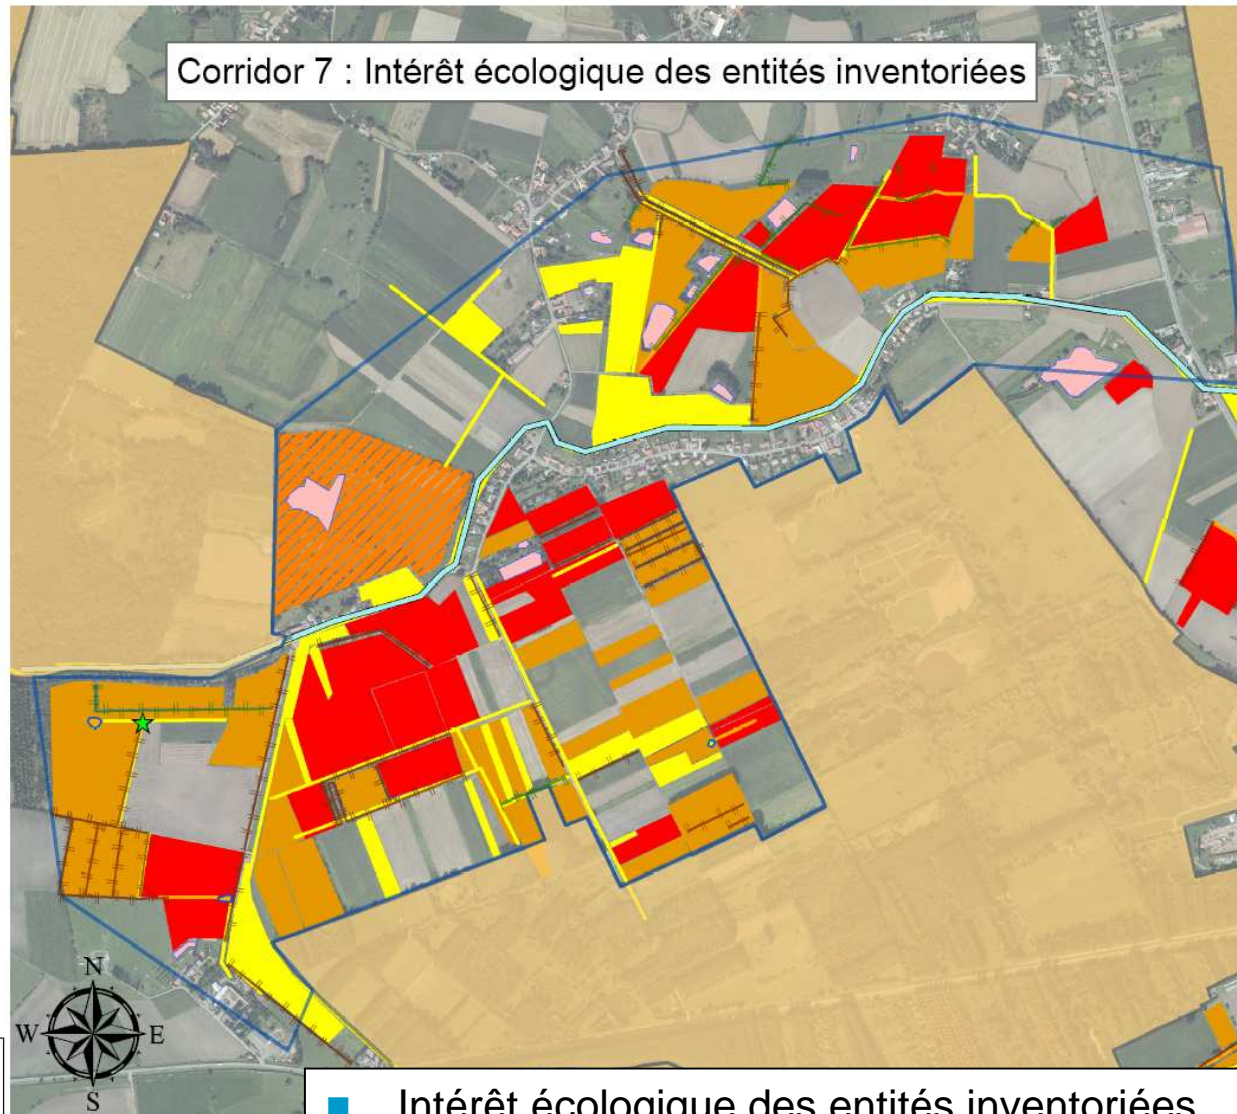 Corridor 7 : Intérêt écologique des entités inventoriées
N
W E
S
Intérêt écologique des entités inventoriées